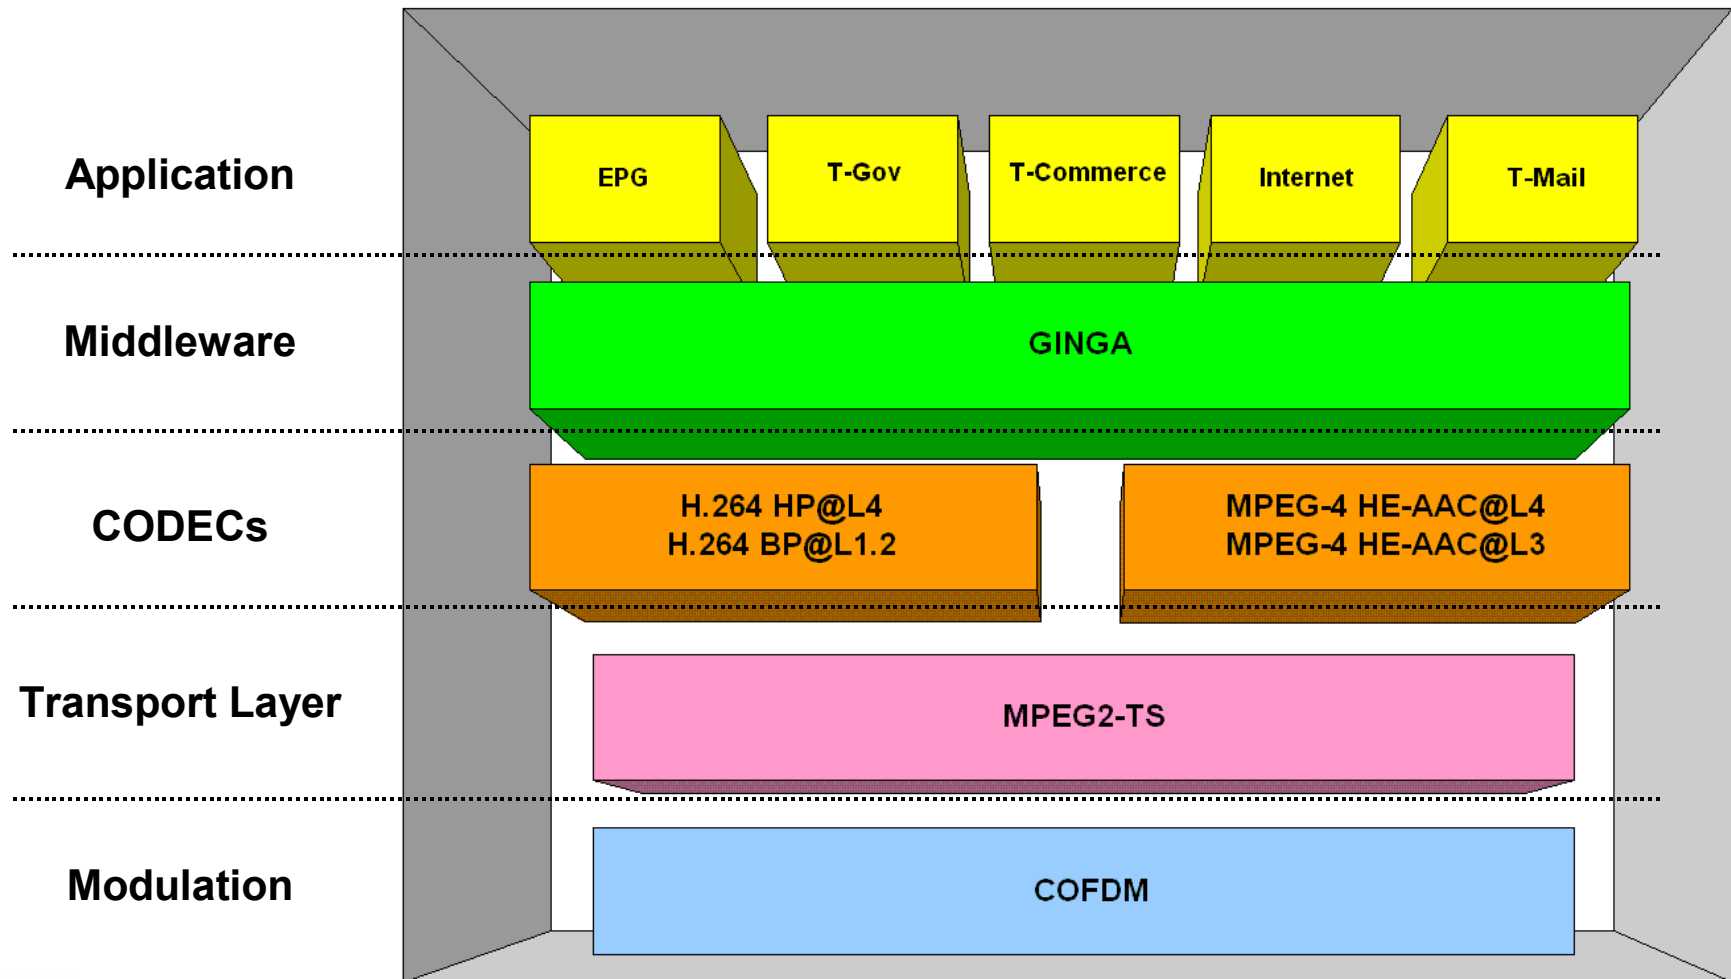 Application
EPG
T-Gov
T-Commerce
Internet
T-Mail
Middleware
GINGA
CODECs
H.264 HP@L4
H.264 BP@L1.2
MPEG-4 HE-AAC@L4
MPEG-4 HE-AAC@L3
Transport Layer
MPEG2-TS
Modulation
COFDM